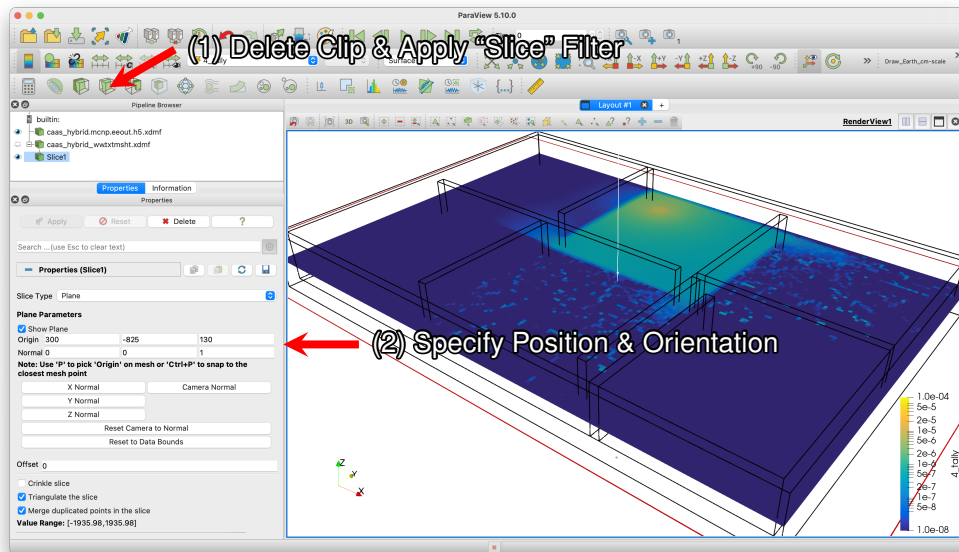 ParaView 5.10.0
(1) Delete Clip & Apply “Slice” Filter
Draw_Earth_cm-scale
+90 -90
Pipeline Browser
Layout #1
+
builtin:
caas_hybrid.mcnp.eeout.h5.xdmf
caas_hybrid_wwtxtmsht.xdmf
Slice1
3D
RenderView1
Properties Information
Properties
Apply Reset Delete ?
Search ...(use Esc to clear text)
Properties (Slice1)
Slice Type Plane
Plane Parameters
Show Plane
Origin 300 -825 130
Normal 0 0 1
(2) Specify Position & Orientation
Note: Use 'P' to pick 'Origin' on mesh or 'Ctrl+P' to snap to the
closest mesh point
X Normal Camera Normal
Y Normal
Z Normal
Reset Camera to Normal
Reset to Data Bounds
Offset 0
Crinkle slice
Triangulate the slice
Merge duplicated points in the slice
Value Range: [-1935.98,1935.98]
Z
Y
X
1.0e-04
5e-5
2e-5
1e-5
5e-6
2e-6
1e-6
5e-7
2e-7
1e-7
5e-8
1.0e-08
4_tally